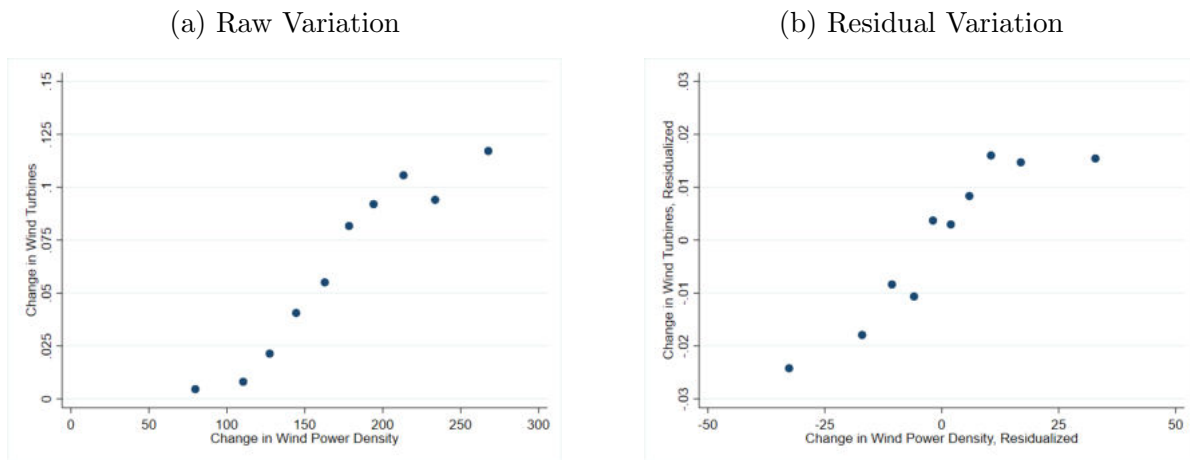 (a) Raw Variation
Change in Wind Turbines
.15
.125
.1
.075
.05
.025
0
0 50 100 150 200 250 300
Change in Wind Power Density
(b) Residual Variation
Change in Wind Turbines, Residualized
.03
.02
.01
0
-.01
-.02
-.03
-50 -25 0 25 50
Change in Wind Power Density, Residualized